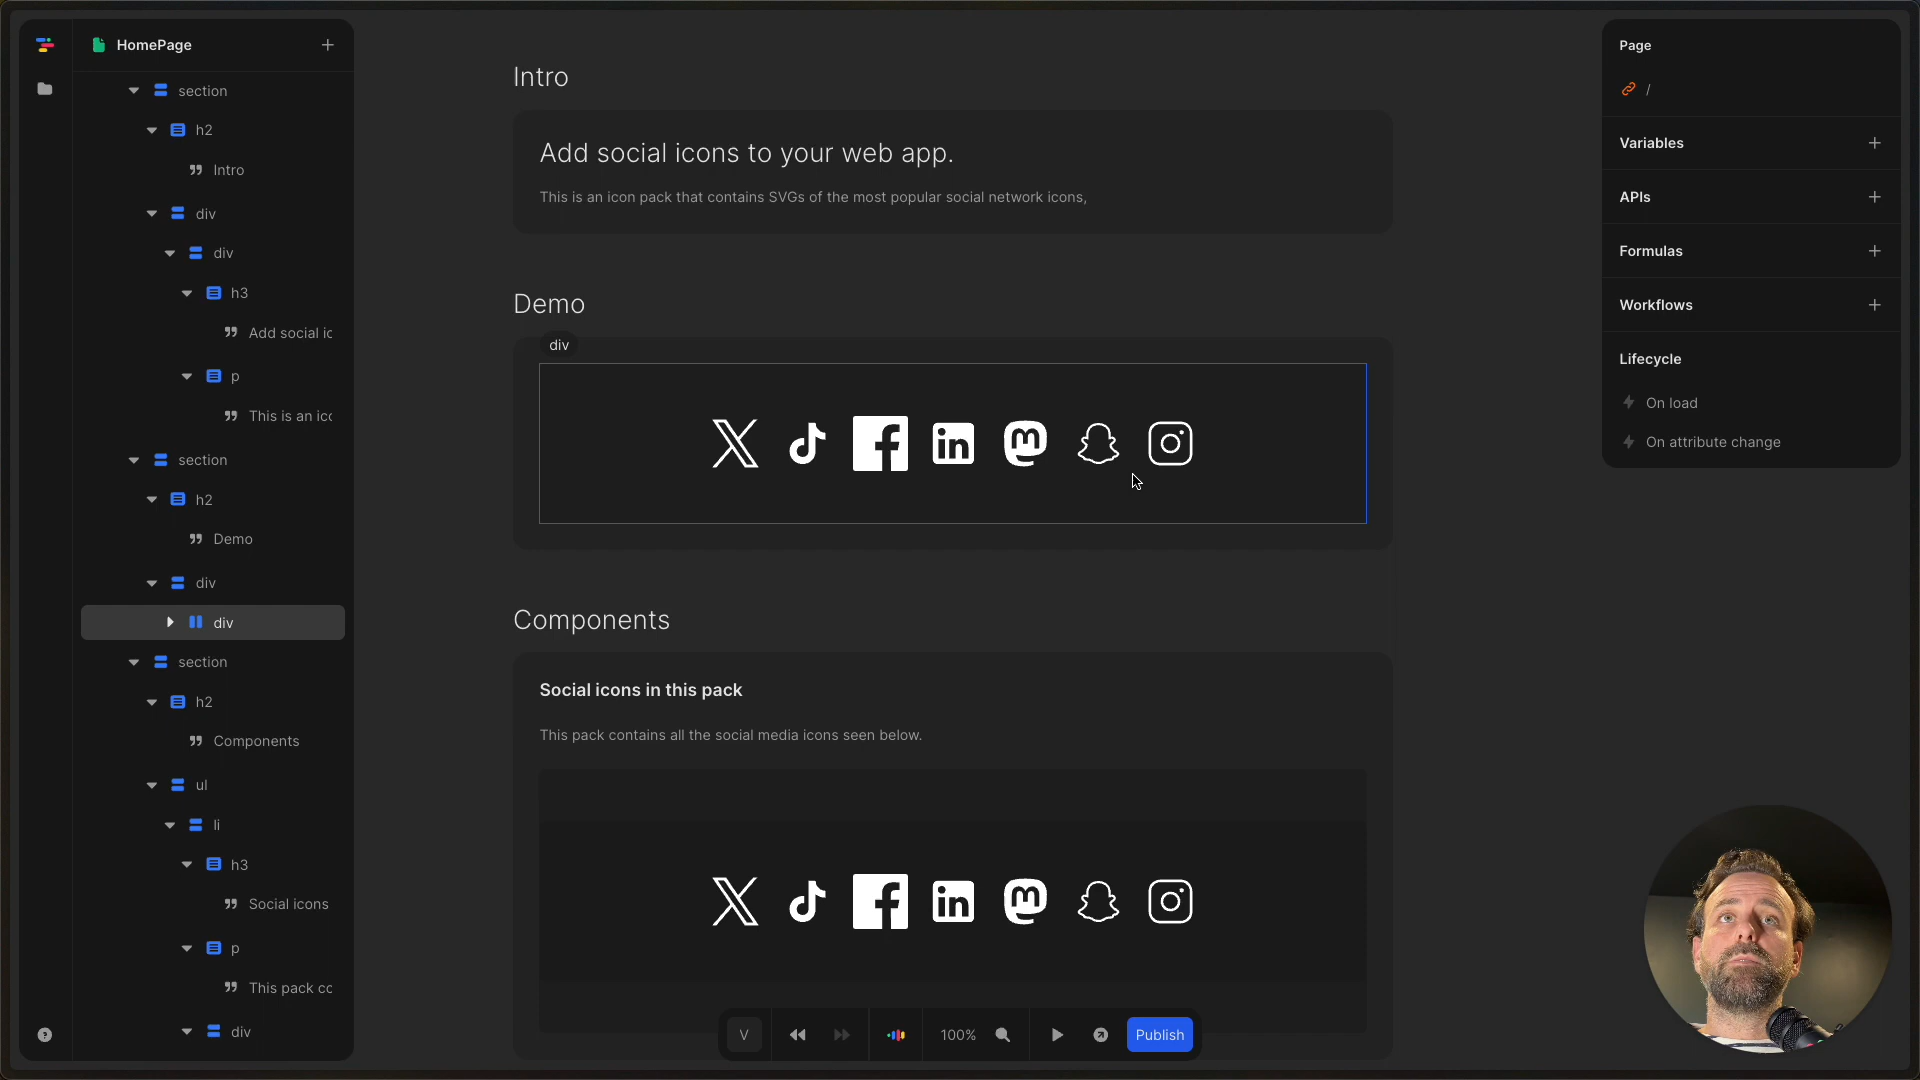 HomePage
section
h2
Intro
div
div
h3
Add social ic
p
This is an icc
section
h2
Demo
div
div
section
h2
Components
ul
li
h3
Social icons
p
This pack cc
div
Intro
Add social icons to your web app.
This is an icon pack that contains SVGs of the most popular social network icons,
Demo
div
Components
Social icons in this pack
This pack contains all the social media icons seen below.
V
100%
Publish
Page
/
Variables
APIs
Formulas
Workflows
Lifecycle
On load
On attribute change